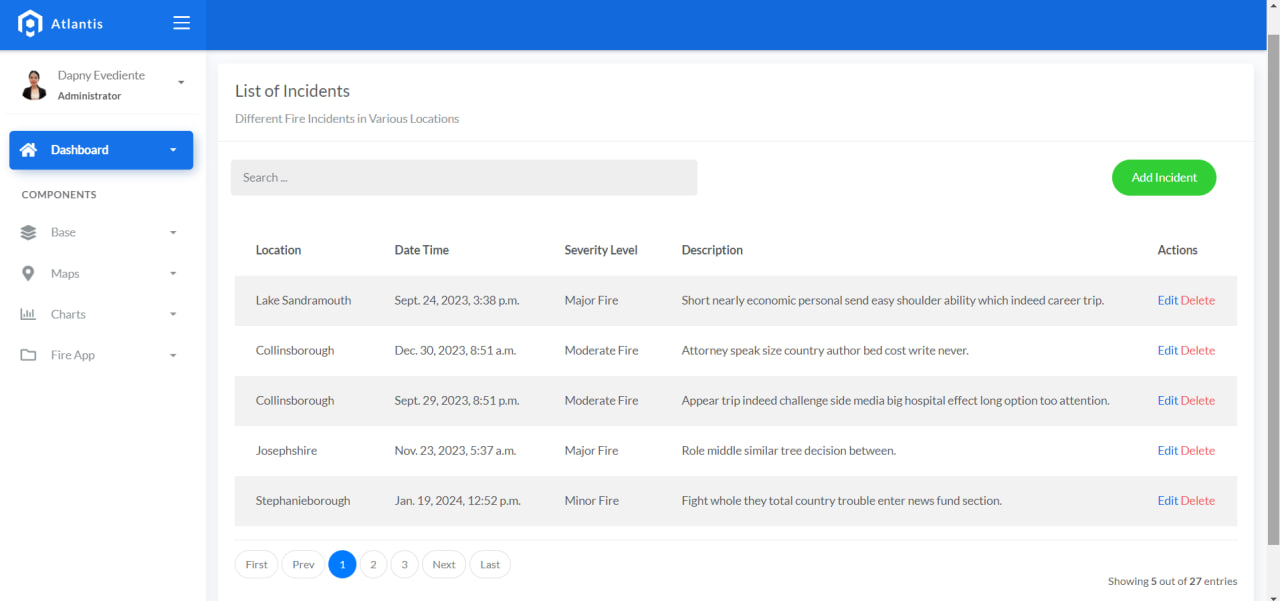 Atlantis
Dapny Evediente
Administrator
Dashboard
COMPONENTS
Base
Maps
Charts
Fire App
List of Incidents
Different Fire Incidents in Various Locations
Search ...
Add Incident
Location Date Time Severity Level Description Actions
Lake Sandramouth Sept. 24, 2023, 3:38 p.m. Major Fire Short nearly economic personal send easy shoulder ability which indeed career trip. Edit Delete
Collinsborough Dec. 30, 2023, 8:51 a.m. Moderate Fire Attorney speak size country author bed cost write never. Edit Delete
Collinsborough Sept. 29, 2023, 8:51 p.m. Moderate Fire Appear trip indeed challenge side media big hospital effect long option too attention. Edit Delete
Josephshire Nov. 23, 2023, 5:37 a.m. Major Fire Role middle similar tree decision between. Edit Delete
Stephanieborough Jan. 19, 2024, 12:52 p.m. Minor Fire Fight whole they total country trouble enter news fund section. Edit Delete
First Prev 1 2 3 Next Last
Showing 5 out of 27 entries